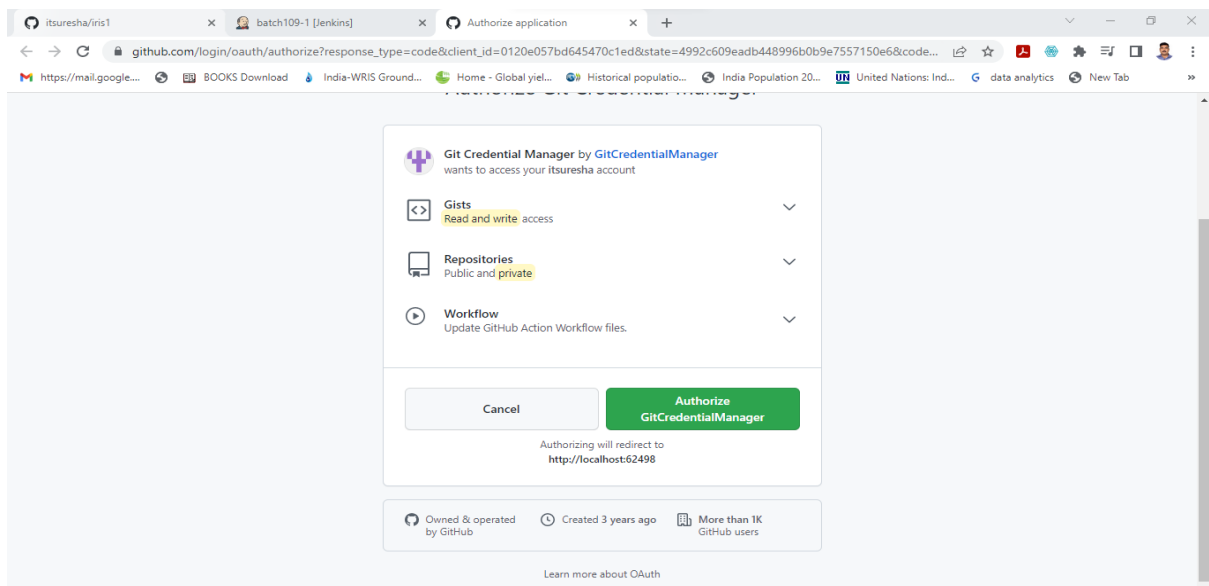 itsuresha/iris1
batch109-1 [Jenkins]
Authorize application
github.com/login/oauth/authorize?response_type=code&client_id=0120e057bd645470c1ed&state=4992c609eadb448996b0b9e7557150e6&code...
https://mail.google....
BOOKS Download
India-WRIS Ground...
Home - Global yiel...
Historical populatio...
India Population 20...
UN United Nations: Ind...
G data analytics
New Tab
»
Authorize Git Credential Manager
Git Credential Manager by GitCredentialManager
wants to access your itsuresha account
Gists
Read and write access
Repositories
Public and private
Workflow
Update GitHub Action Workflow files.
Cancel
Authorize
GitCredentialManager
Authorizing will redirect to
http://localhost:62498
Owned & operated
by GitHub
Created 3 years ago
More than 1K
GitHub users
Learn more about OAuth